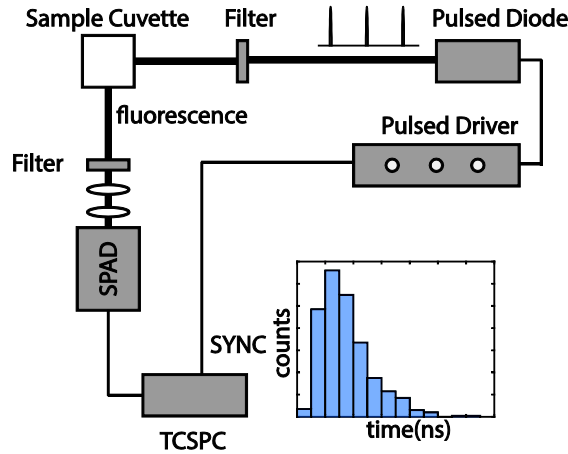 Sample Cuvette
Filter
Pulsed Diode
fluorescence
Pulsed Driver
Filter
SPAD
SYNC
counts
time(ns)
TCSPC